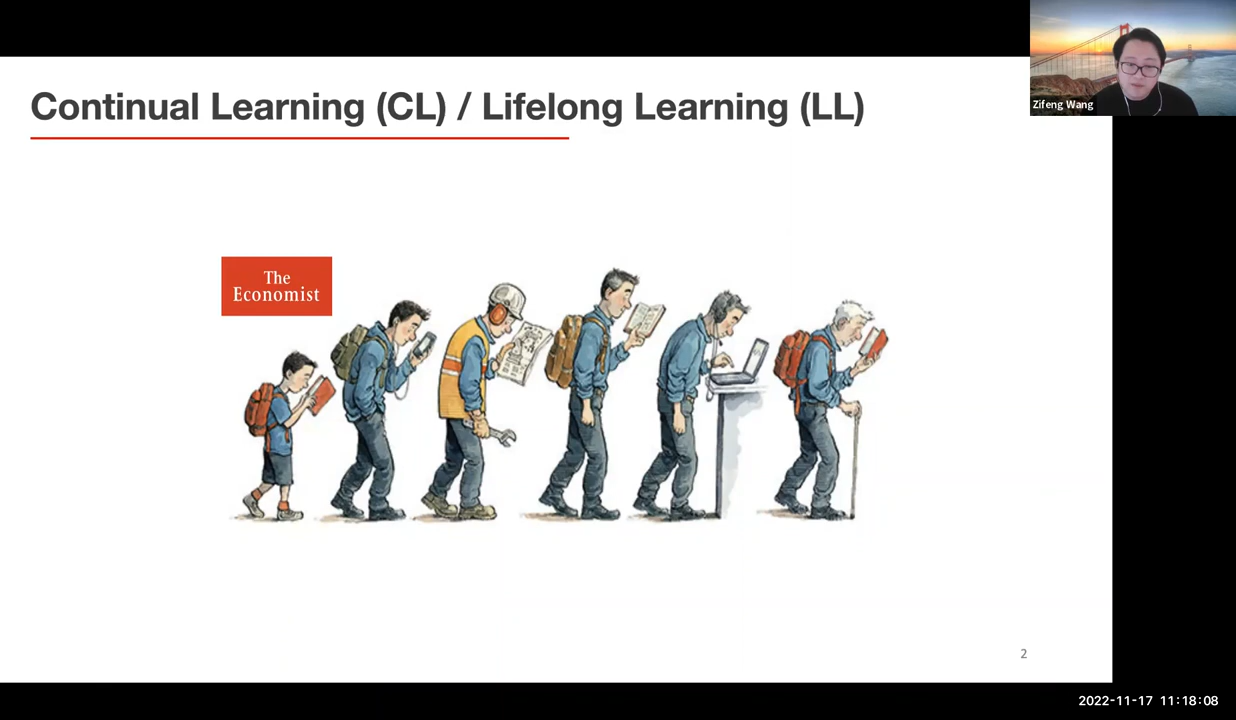 Continual Learning (CL) / Lifelong Learning (LL)
Zifeng Wang
The
Economist
2
2022-11-17 11:18:08